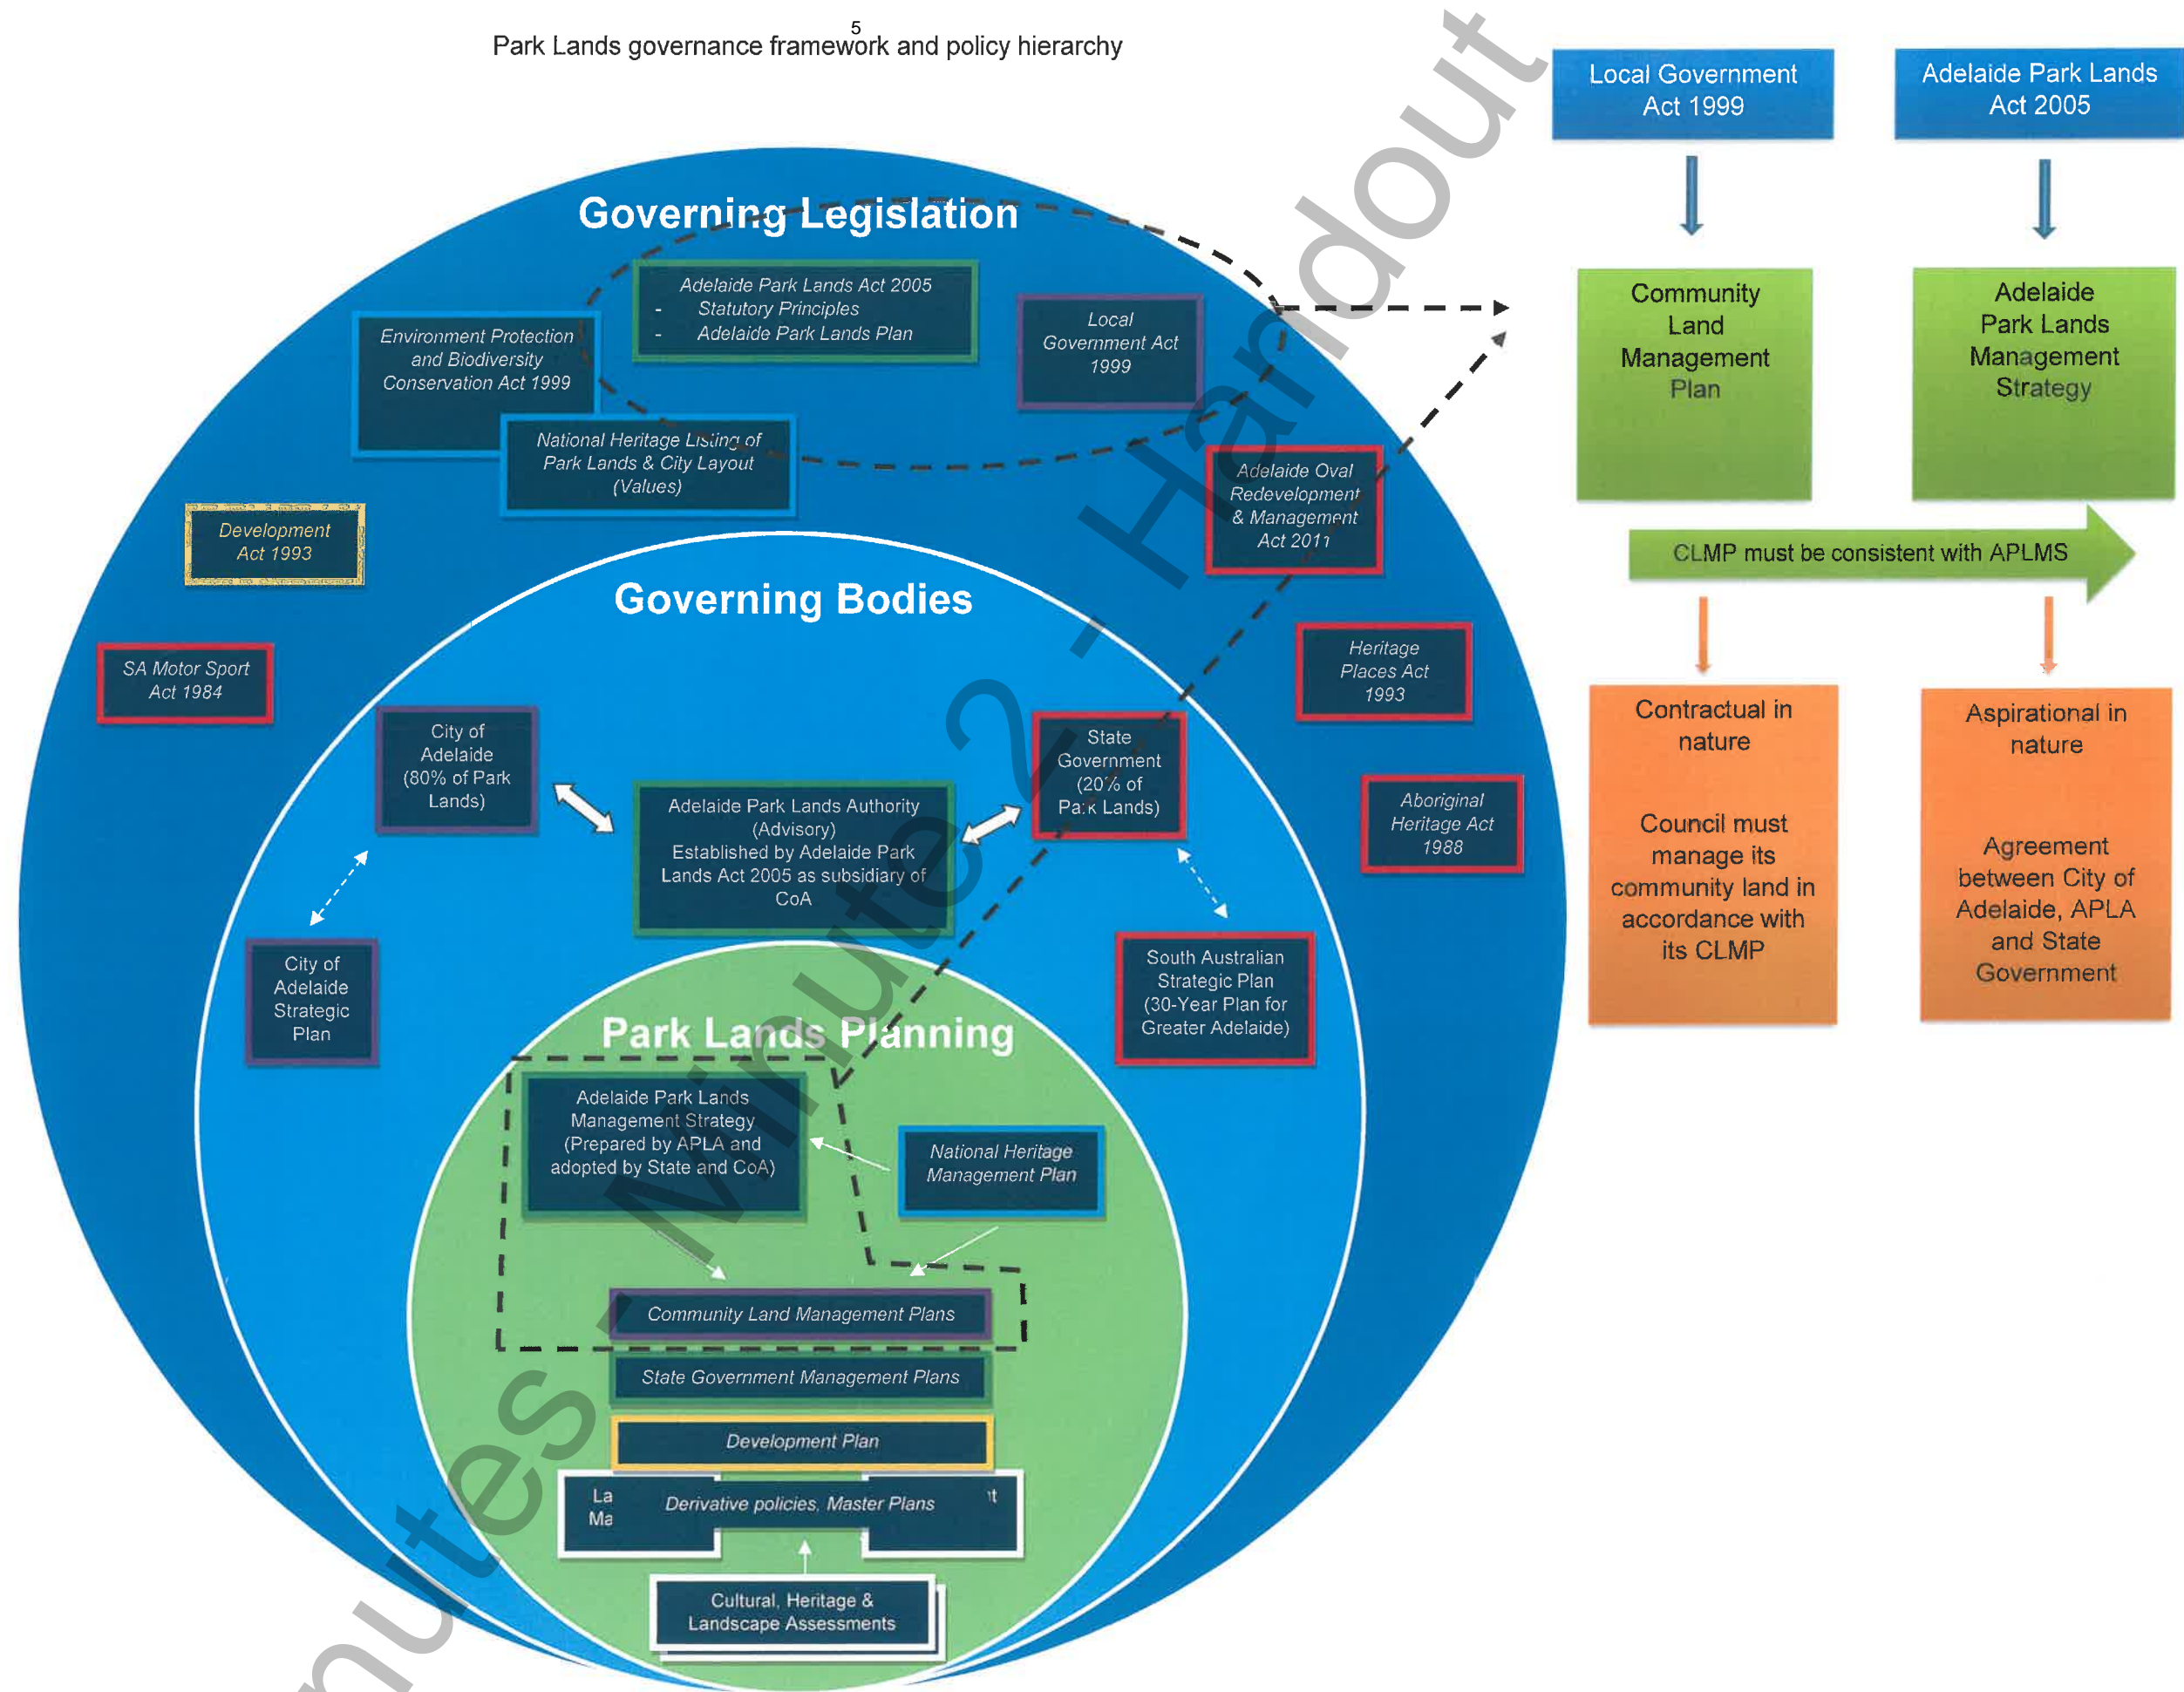 5
Park Lands governance framework and policy hierarchy
Governing Legislation
Adelaide Park Lands Act 2005
- Statutory Principles
- Adelaide Park Lands Plan
Environment Protection
and Biodiversity
Conservation Act 1999
Local
Government Act
1999
National Heritage Listing of
Park Lands & City Layout
(Values)
Adelaide Oval
Redevelopment
& Management
Act 2011
Development
Act 1993
SA Motor Sport
Act 1984
Heritage
Places Act
1993
Aboriginal
Heritage Act
1988
Governing Bodies
City of
Adelaide
(80% of Park
Lands)
Adelaide Park Lands Authority
(Advisory)
Established by Adelaide Park
Lands Act 2005 as subsidiary of
CoA
State
Government
(20% of
Park Lands)
City of
Adelaide
Strategic
Plan
South Australian
Strategic Plan
(30-Year Plan for
Greater Adelaide)
Park Lands Planning
Adelaide Park Lands
Management Strategy
(Prepared by APLA and
adopted by State and CoA)
National Heritage
Management Plan
Community Land Management Plans
State Government Management Plans
Development Plan
La
Ma
Derivative policies, Master Plans
Cultural, Heritage &
Landscape Assessments
Local Government
Act 1999
Adelaide Park Lands
Act 2005
Community
Land
Management
Plan
Adelaide
Park Lands
Management
Strategy
CLMP must be consistent with APLMS
Contractual in
nature
Council must
manage its
community land in
accordance with
its CLMP
Aspirational in
nature
Agreement
between City of
Adelaide, APLA
and State
Government
nutes - Minute 2 - Handout